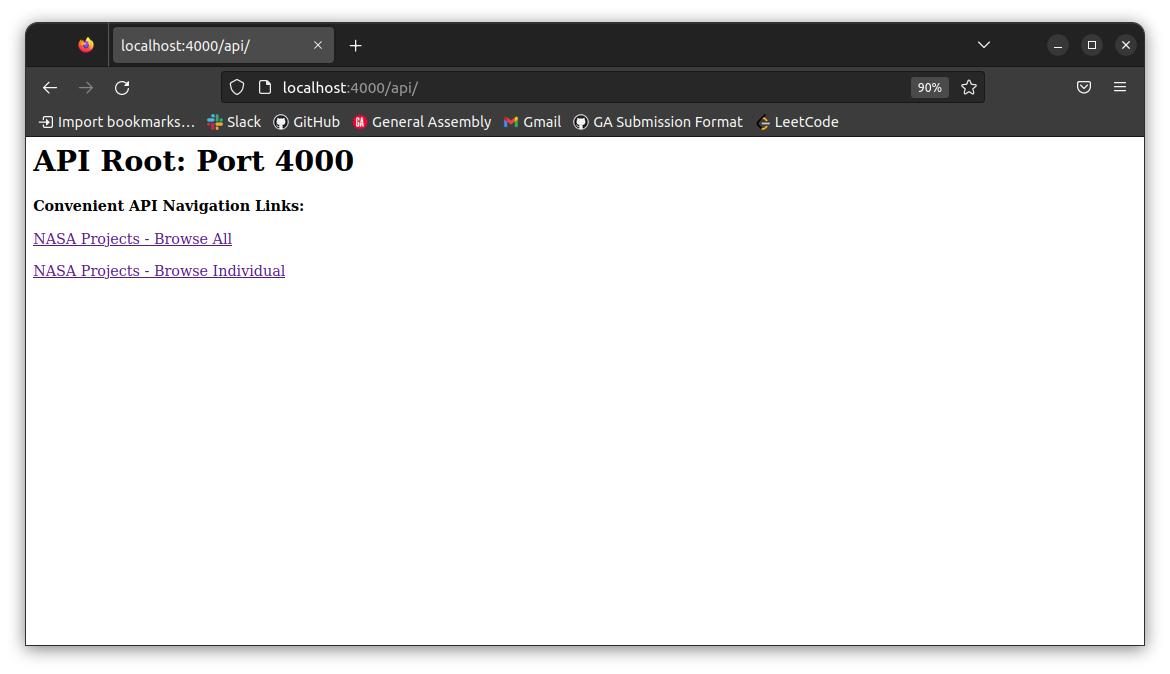 localhost:4000/api/
localhost:4000/api/ 90%
Import bookmarks… Slack GitHub GA General Assembly Gmail GA Submission Format LeetCode
API Root: Port 4000
Convenient API Navigation Links:
NASA Projects - Browse All
NASA Projects - Browse Individual